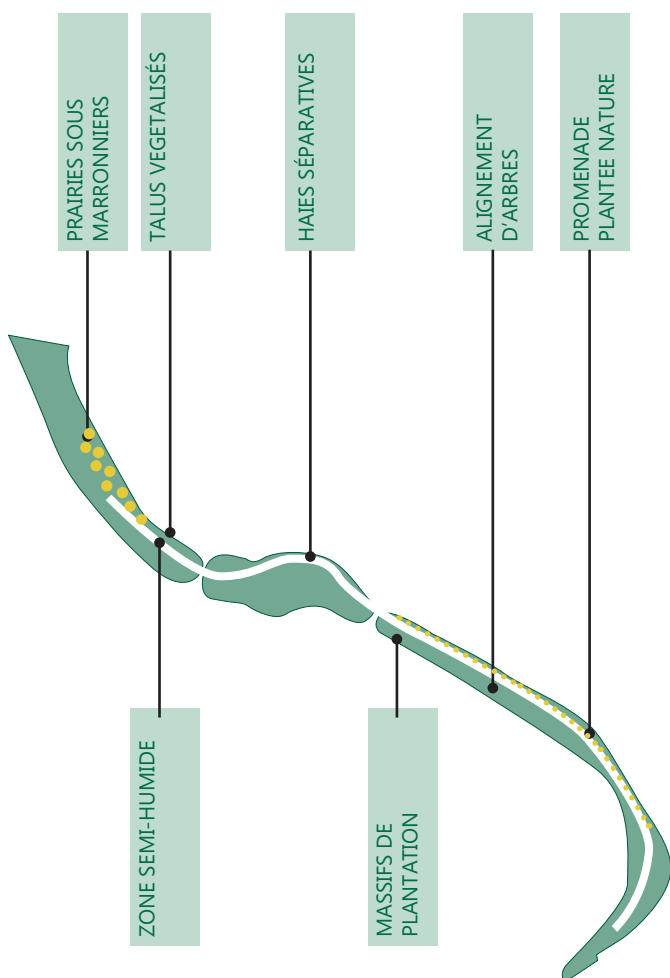 PRAIRIES SOUS
MARRONNIERS
TALUS VEGETALISÉS
HAIES SÉPARATIVES
ALIGNEMENT
D'ARBRES
PROMENADE
PLANTEE NATURE
ZONE SEMI-HUMIDE
MASSIFS DE
PLANTATION